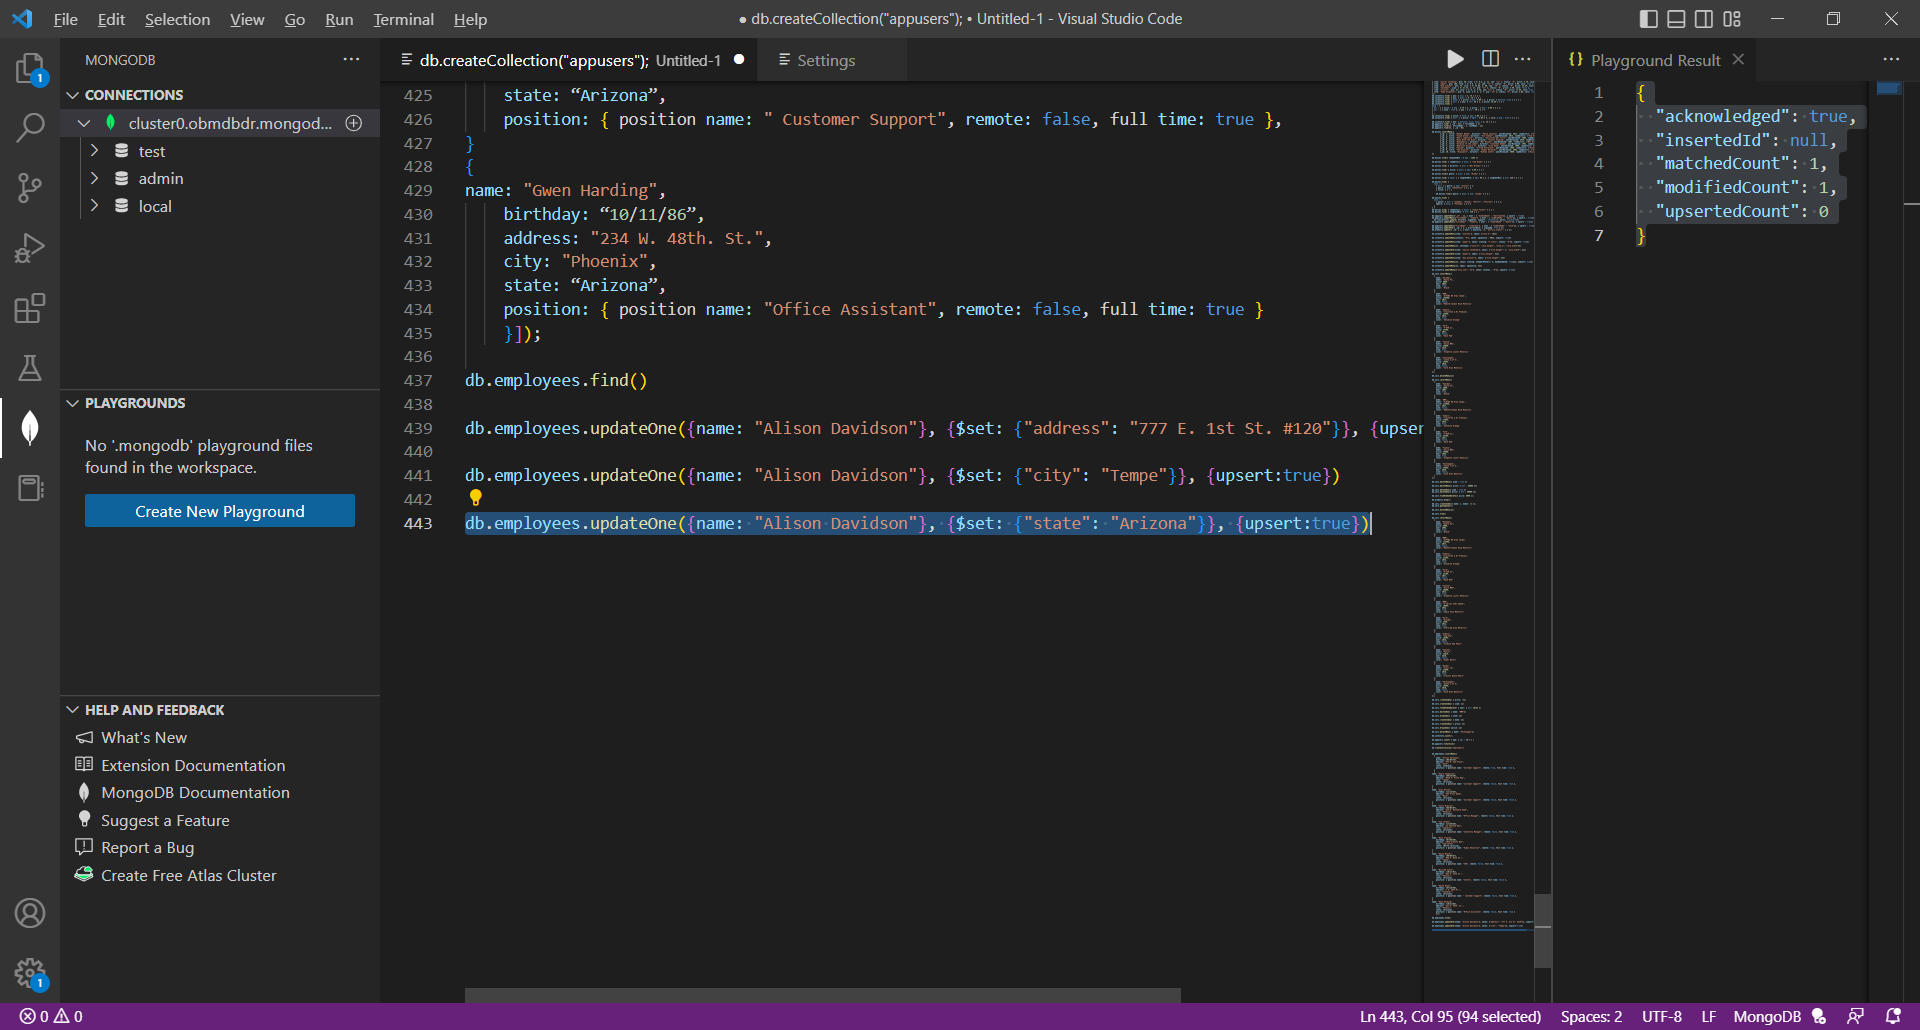 File Edit Selection View Go Run Terminal Help
● db.createCollection("appusers"); • Untitled-1 - Visual Studio Code
MONGODB
CONNECTIONS
cluster0.obmdbdr.mongod...
test
admin
local
PLAYGROUNDS
No '.mongodb' playground files
found in the workspace.
Create New Playground
HELP AND FEEDBACK
What's New
Extension Documentation
MongoDB Documentation
Suggest a Feature
Report a Bug
Create Free Atlas Cluster
1
1
db.createCollection("appusers"); Untitled-1 ●
Settings
425 state: “Arizona”,
426 position: { position name: " Customer Support", remote: false, full time: true },
427 }
428 {
429 name: "Gwen Harding",
430 birthday: “10/11/86”,
431 address: "234 W. 48th. St.",
432 city: "Phoenix",
433 state: “Arizona”,
434 position: { position name: "Office Assistant", remote: false, full time: true }
435 }]);
436
437 db.employees.find()
438
439 db.employees.updateOne({name: "Alison Davidson"}, {$set: {"address": "777 E. 1st St. #120"}}, {upser
440
441 db.employees.updateOne({name: "Alison Davidson"}, {$set: {"city": "Tempe"}}, {upsert:true})
442
443 db.employees.updateOne({name: "Alison Davidson"}, {$set: {"state": "Arizona"}}, {upsert:true})
{} Playground Result
1 {
2 "acknowledged": true,
3 "insertedId": null,
4 "matchedCount": 1,
5 "modifiedCount": 1,
6 "upsertedCount": 0
7 }
0 0
Ln 443, Col 95 (94 selected) Spaces: 2 UTF-8 LF MongoDB